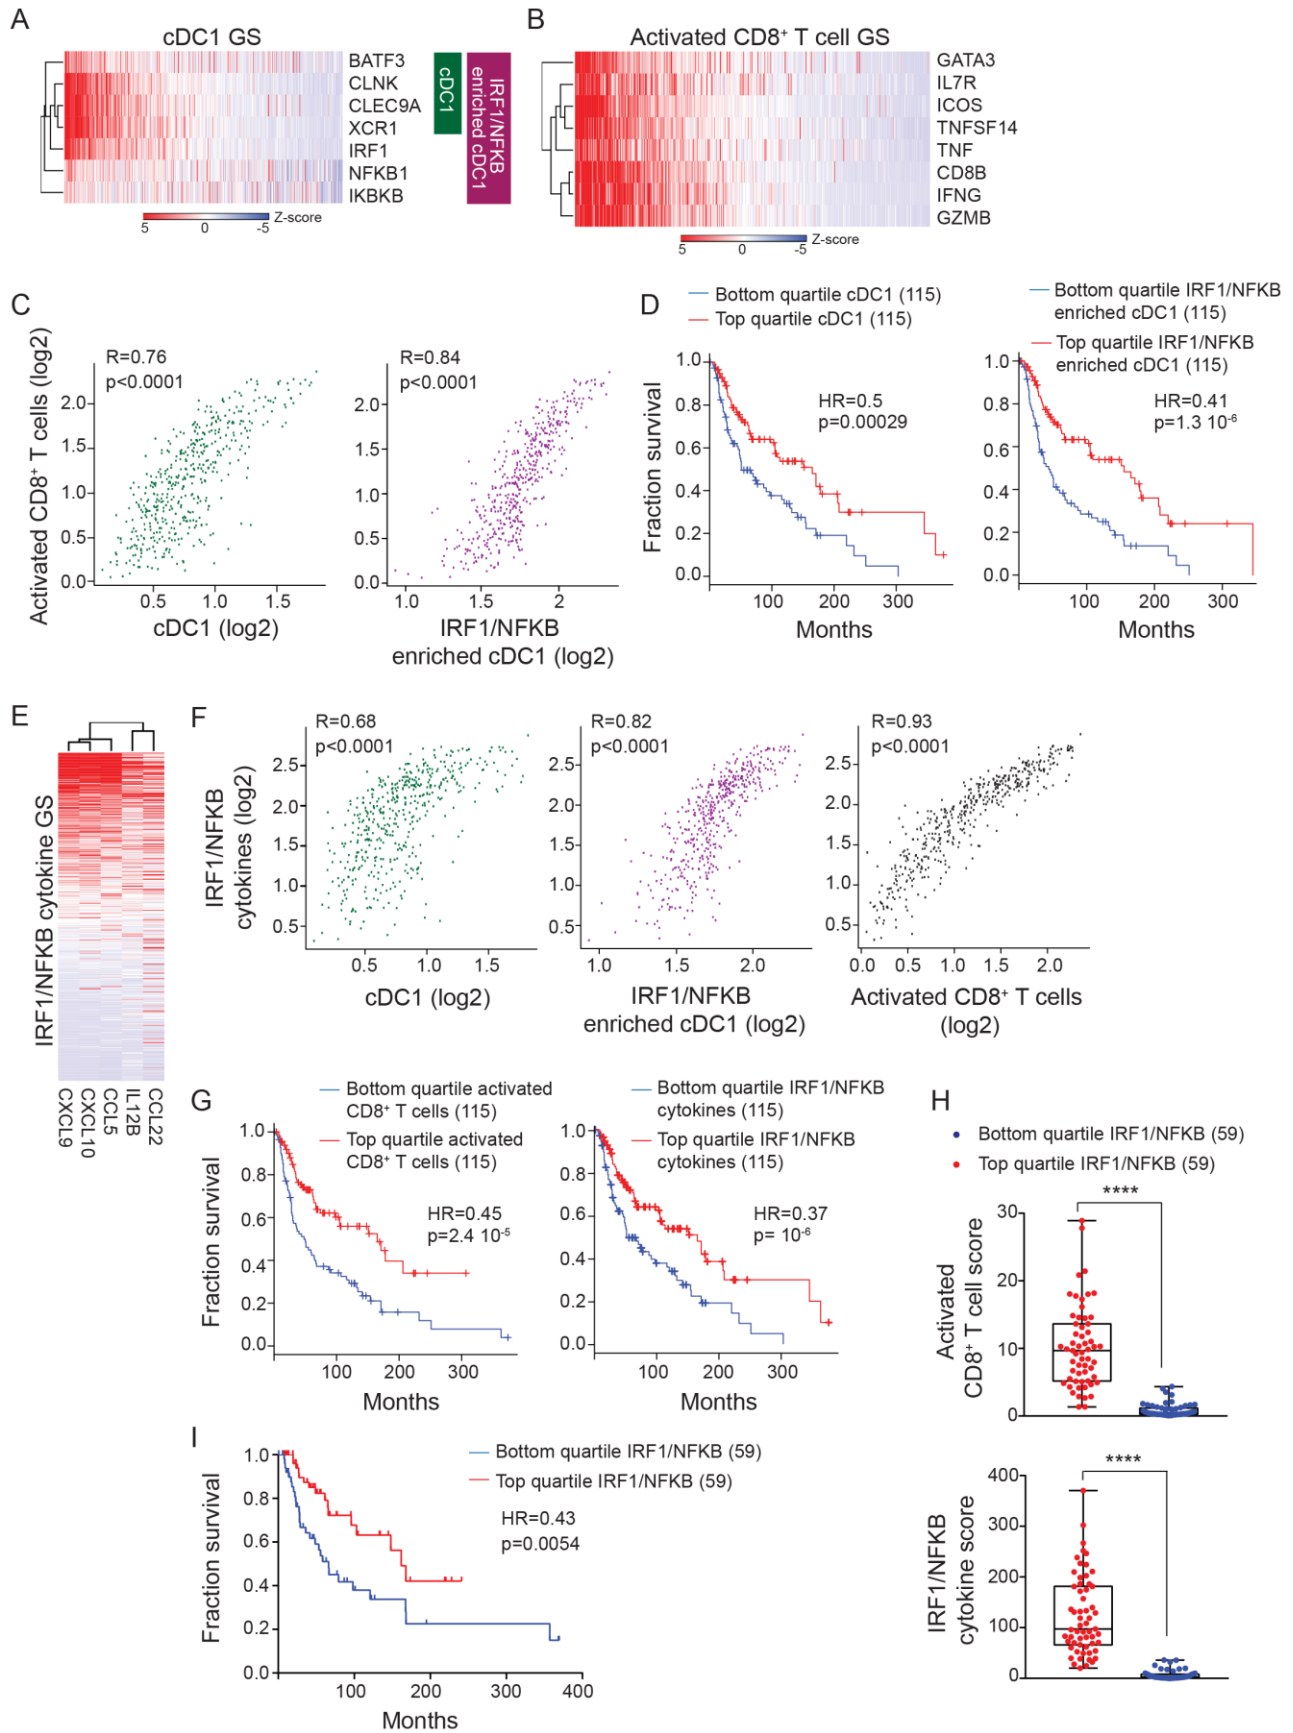 A
cDC1 GS
BATF3
CLNK
CLEC9A
XCR1
IRF1
NFKB1
IKBKB
5
0
-5
Z-score
cDC1
IRF1/NFKB
enriched cDC1
B
Activated CD8⁺ T cell GS
GATA3
IL7R
ICOS
TNFSF14
TNF
CD8B
IFNG
GZMB
5
0
-5
Z-score
C
Activated CD8⁺ T cells (log2)
R=0.76
p<0.0001
2.0
1.5
1.0
0.5
0.0
0.5
1.0
1.5
cDC1 (log2)
R=0.84
p<0.0001
2.0
1.5
1.0
0.5
0.0
1.0
1.5
2
IRF1/NFKB
enriched cDC1 (log2)
D
Bottom quartile cDC1 (115)
Top quartile cDC1 (115)
Fraction survival
1.0
0.8
0.6
0.4
0.2
0.0
HR=0.5
p=0.00029
100
200
300
Months
Bottom quartile IRF1/NFKB
enriched cDC1 (115)
Top quartile IRF1/NFKB
enriched cDC1 (115)
1.0
0.8
0.6
0.4
0.2
0.0
HR=0.41
p=1.3 10⁻⁶
100
200
300
Months
E
IRF1/NFKB cytokine GS
CXCL9
CXCL10
CCL5
IL12B
CCL22
F
IRF1/NFKB
cytokines (log2)
R=0.68
p<0.0001
2.5
2.0
1.5
1.0
0.5
0.5
1.0
1.5
cDC1 (log2)
R=0.82
p<0.0001
2.5
2.0
1.5
1.0
0.5
1.0
1.5
2.0
IRF1/NFKB
enriched cDC1 (log2)
R=0.93
p<0.0001
2.5
2.0
1.5
1.0
0.5
0.0
0.5
1.0
1.5
2.0
Activated CD8⁺ T cells
(log2)
G
Bottom quartile activated
CD8⁺ T cells (115)
Top quartile activated
CD8⁺ T cells (115)
Fraction survival
1.0
0.8
0.6
0.4
0.2
0.0
HR=0.45
p=2.4 10⁻⁵
100
200
300
Months
Bottom quartile IRF1/NFKB
cytokines (115)
Top quartile IRF1/NFKB
cytokines (115)
1.0
0.8
0.6
0.4
0.2
0.0
HR=0.37
p= 10⁻⁶
100
200
300
Months
H
Bottom quartile IRF1/NFKB (59)
Top quartile IRF1/NFKB (59)
Activated
CD8⁺ T cell score
****
30
20
10
0
IRF1/NFKB
cytokine score
****
400
300
200
100
0
I
Bottom quartile IRF1/NFKB (59)
Top quartile IRF1/NFKB (59)
HR=0.43
p=0.0054
Fraction survival
1.0
0.8
0.6
0.4
0.2
0.0
100
200
300
400
Months